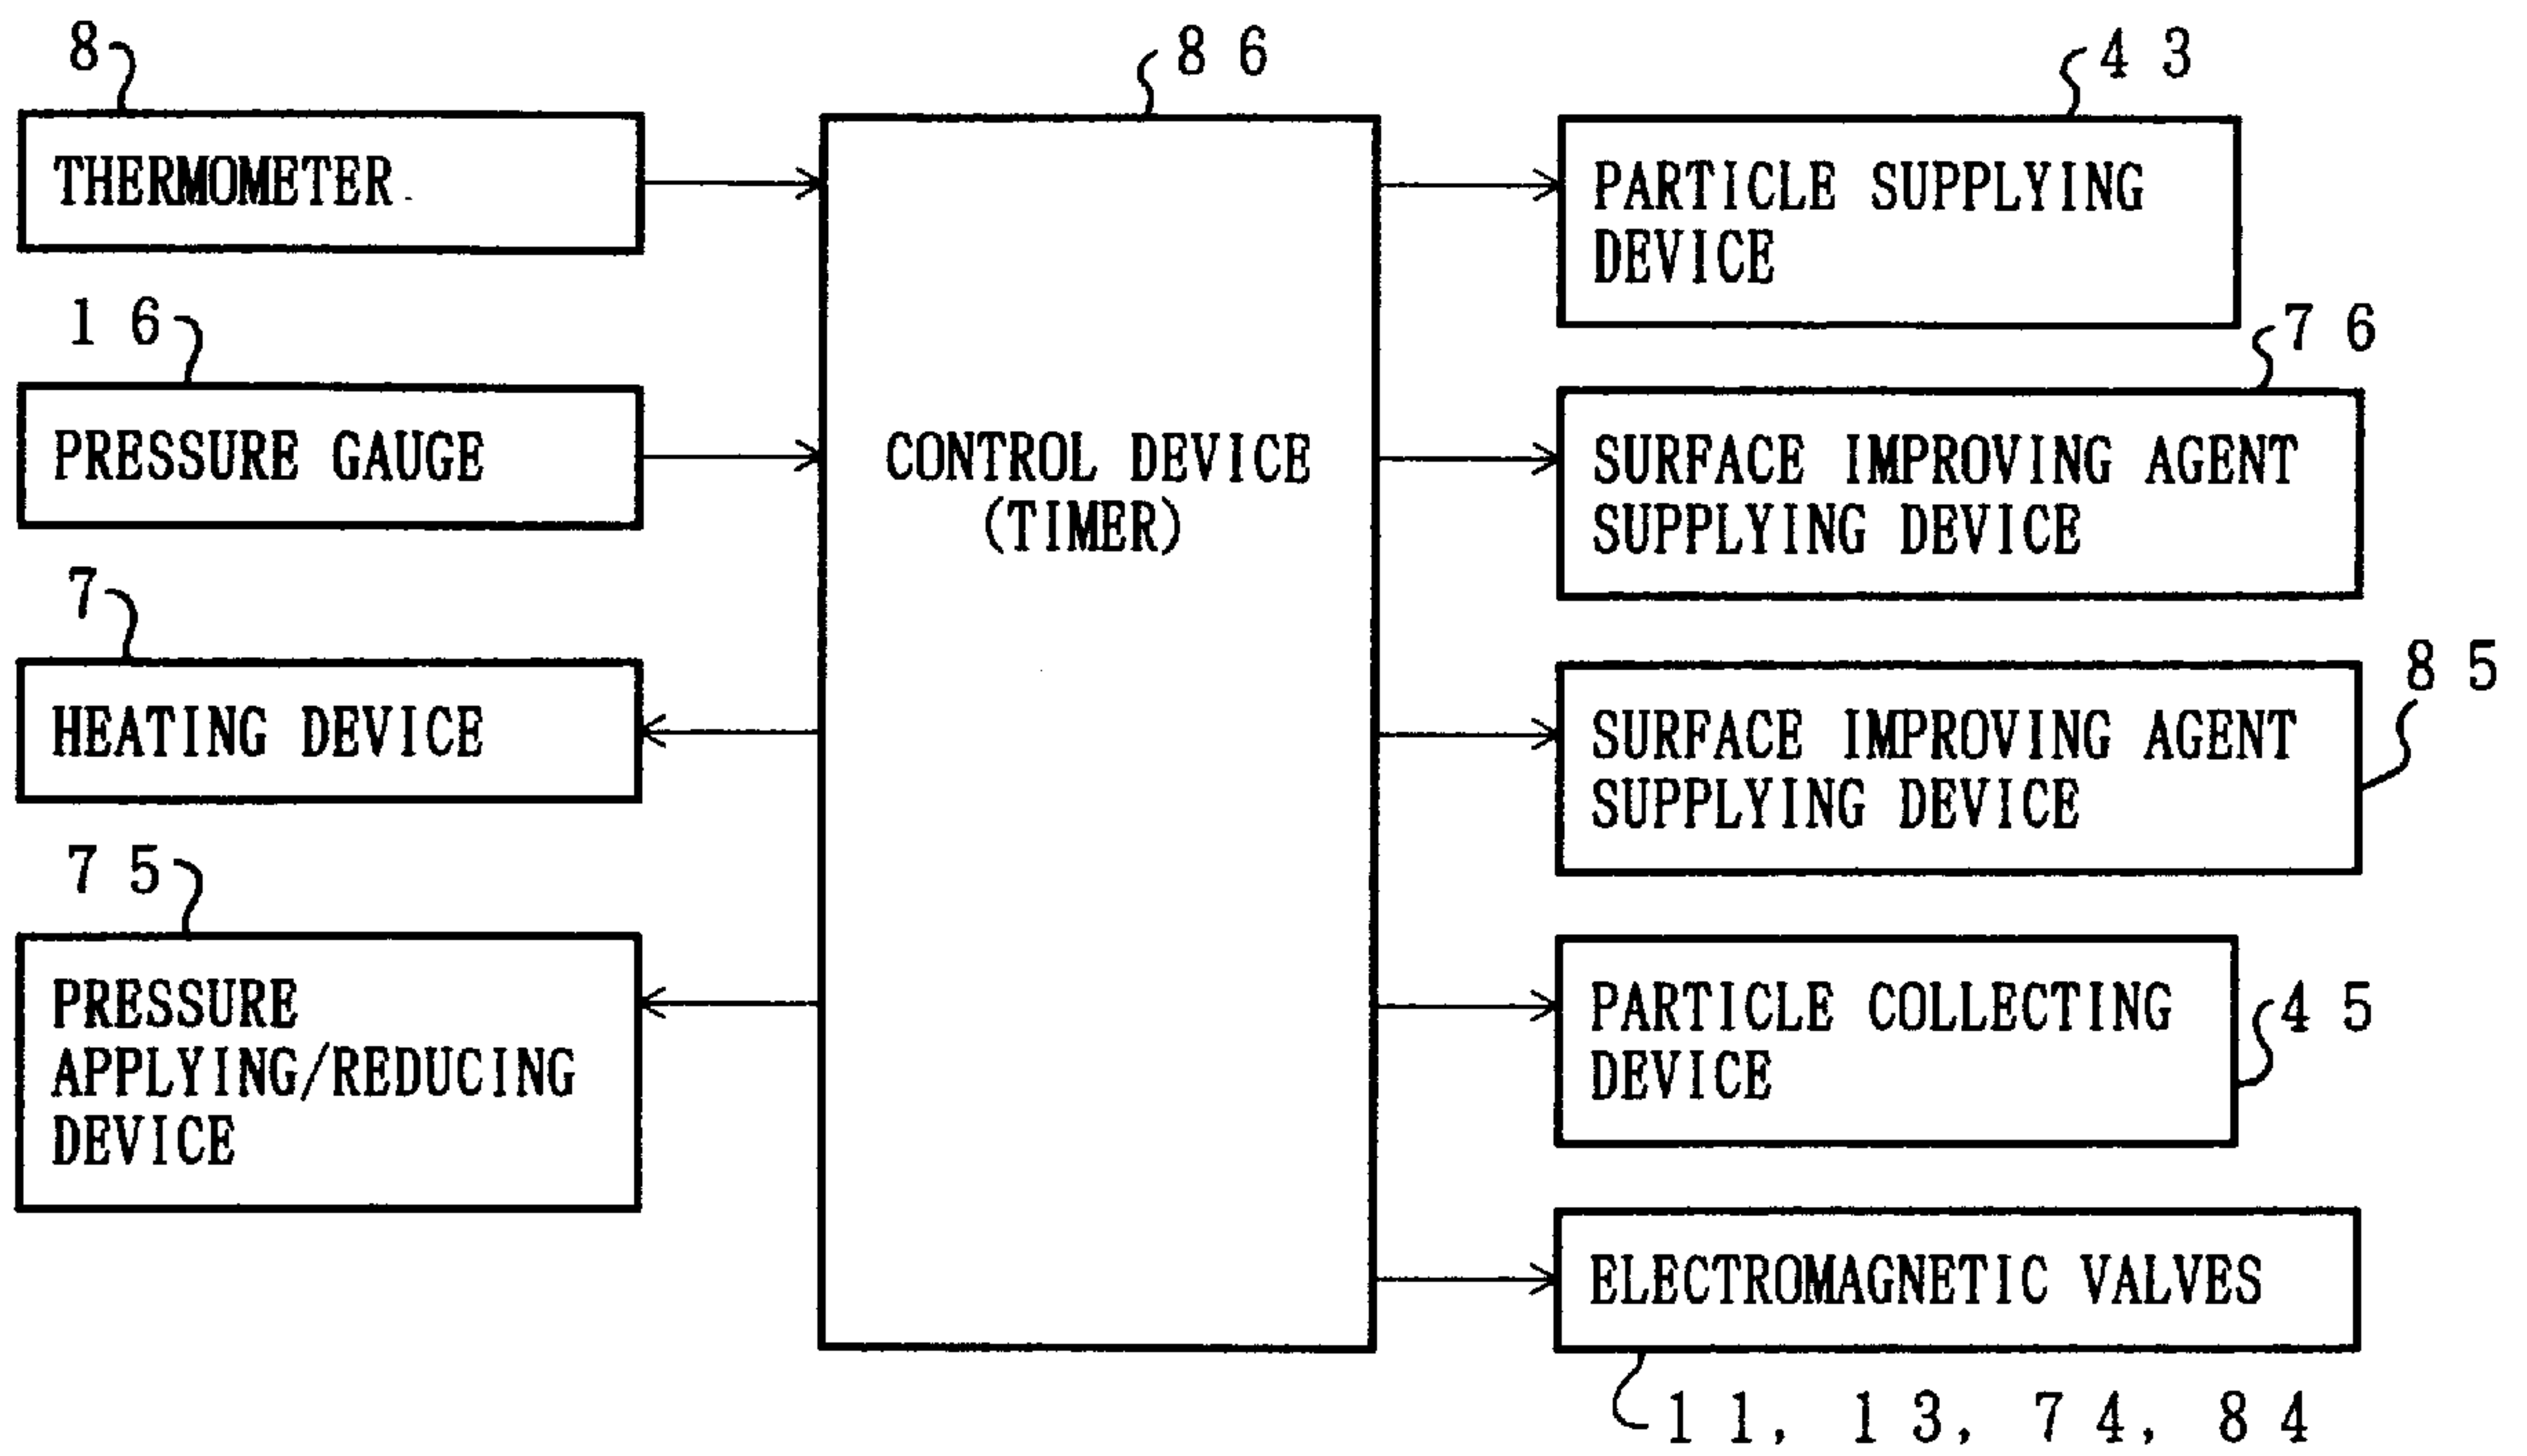 8
THERMOMETER
16
PRESSURE GAUGE
7
HEATING DEVICE
75
PRESSURE
APPLYING/REDUCING
DEVICE
86
CONTROL DEVICE
(TIMER)
43
PARTICLE SUPPLYING
DEVICE
76
SURFACE IMPROVING AGENT
SUPPLYING DEVICE
85
SURFACE IMPROVING AGENT
SUPPLYING DEVICE
45
PARTICLE COLLECTING
DEVICE
ELECTROMAGNETIC VALVES
11, 13, 74, 84